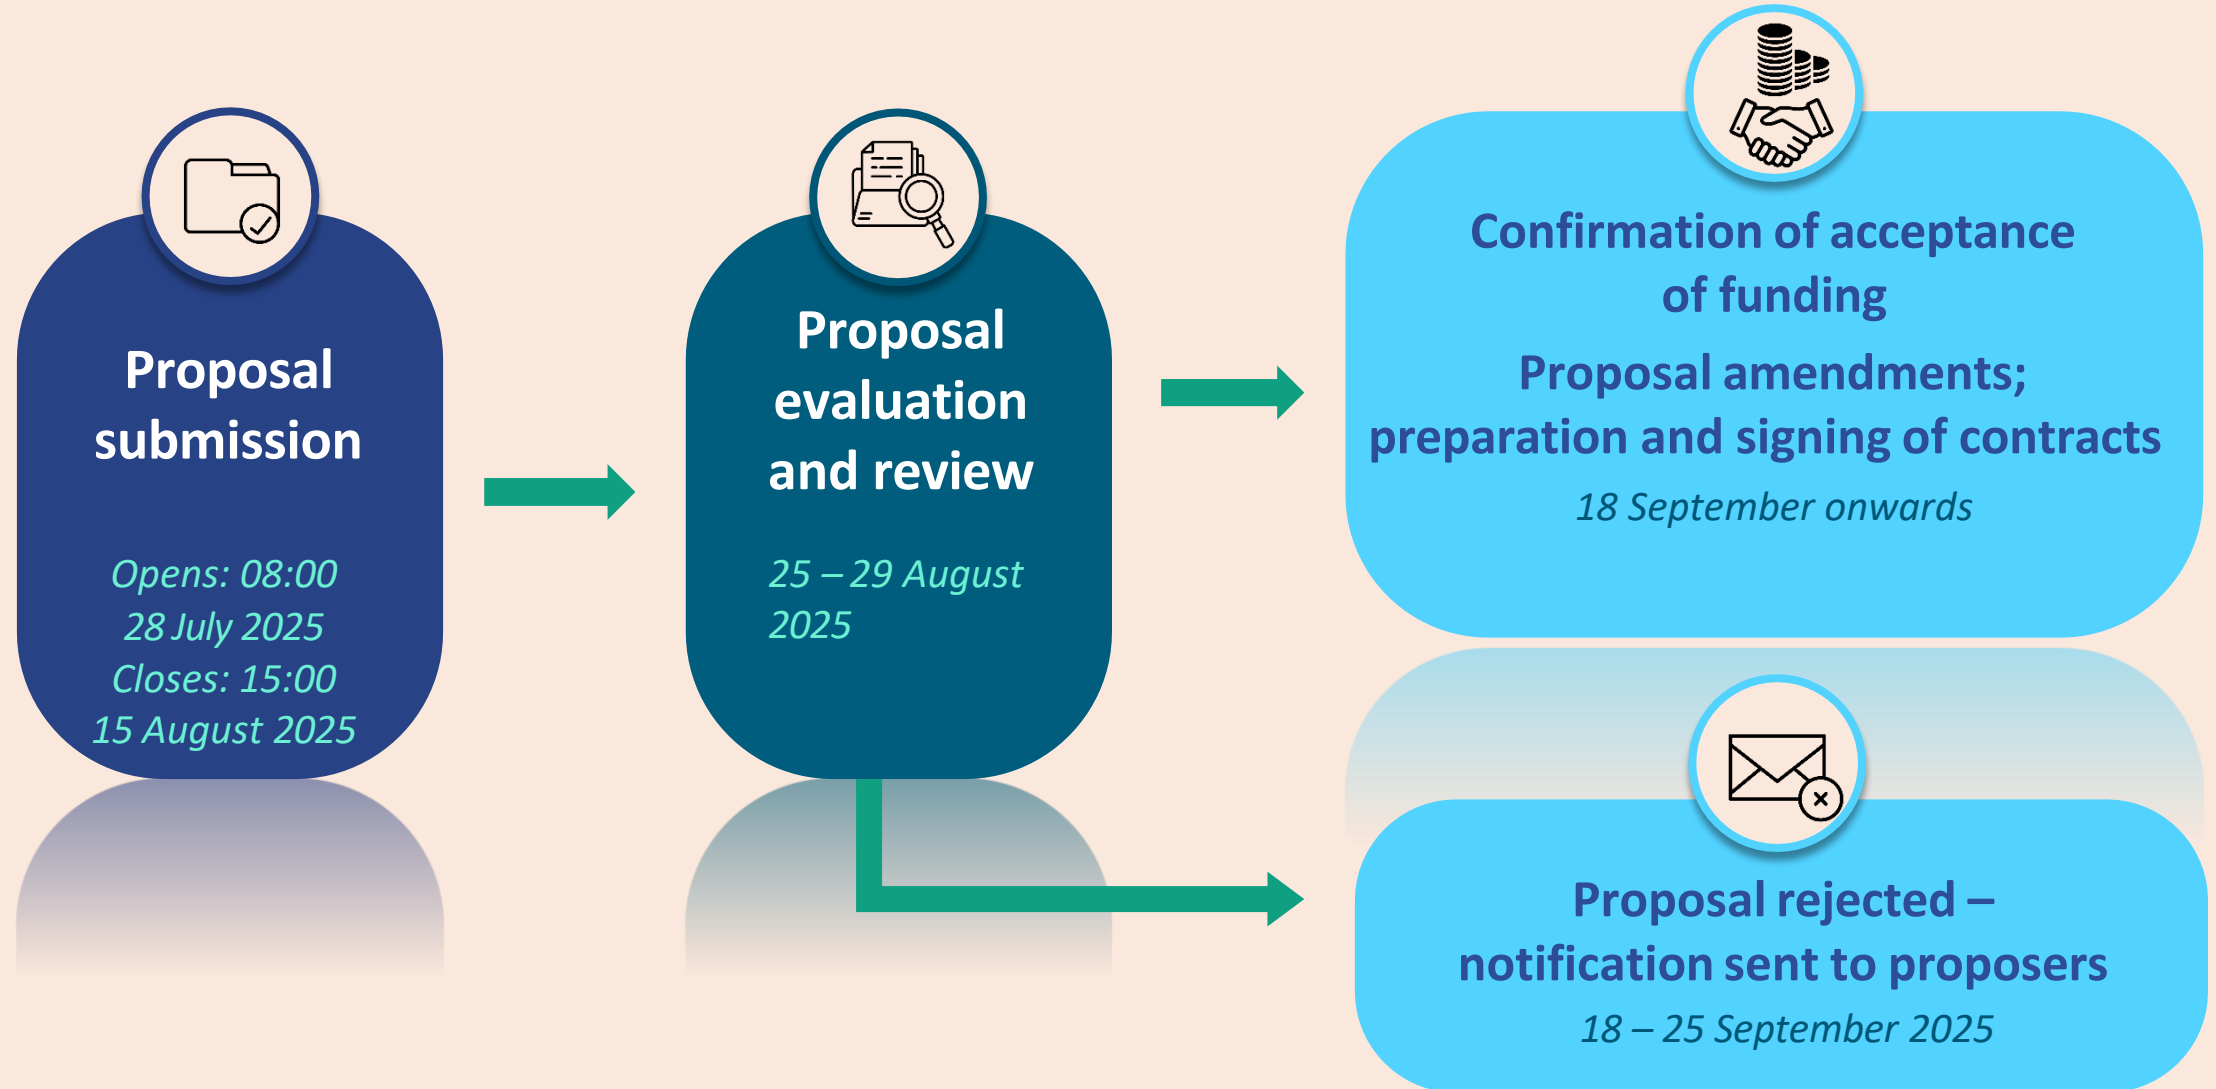 Proposal
submission
Opens: 08:00
28 July 2025
Closes: 15:00
15 August 2025
Proposal
evaluation
and review
25 – 29 August
2025
Confirmation of acceptance
of funding
Proposal amendments;
preparation and signing of contracts
18 September onwards
Proposal rejected –
notification sent to proposers
18 – 25 September 2025